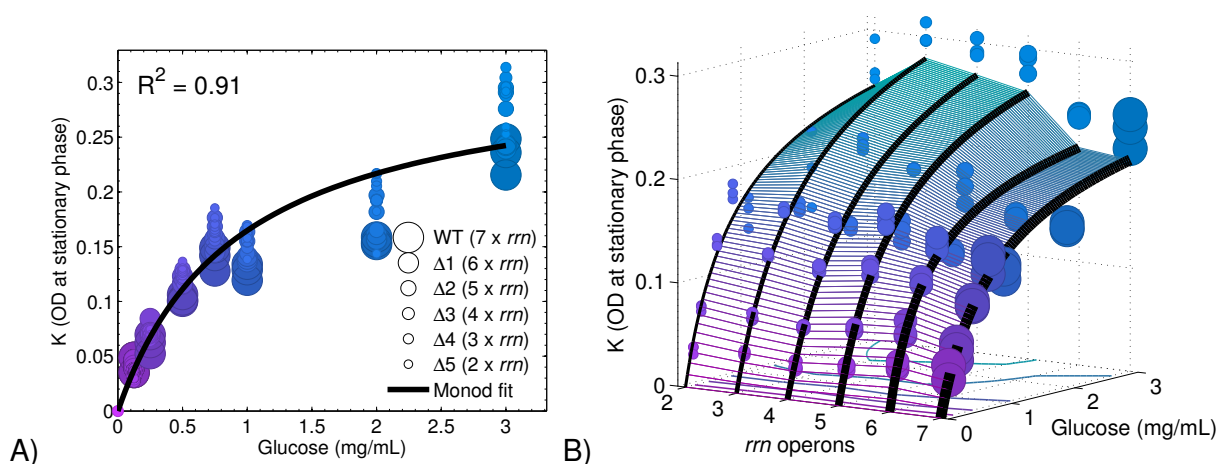 R² = 0.91
K (OD at stationary phase)
0.3
0.25
0.2
0.15
0.1
0.05
0
WT (7 x rrn)
Δ1 (6 x rrn)
Δ2 (5 x rrn)
Δ3 (4 x rrn)
Δ4 (3 x rrn)
Δ5 (2 x rrn)
Monod fit
0 0.5 1 1.5 2 2.5 3
Glucose (mg/mL)
A)
K (OD at stationary phase)
0.3
0.2
0.1
0
2 3 4 5 6 7
rrn operons
0 1 2 3
Glucose (mg/mL)
B)